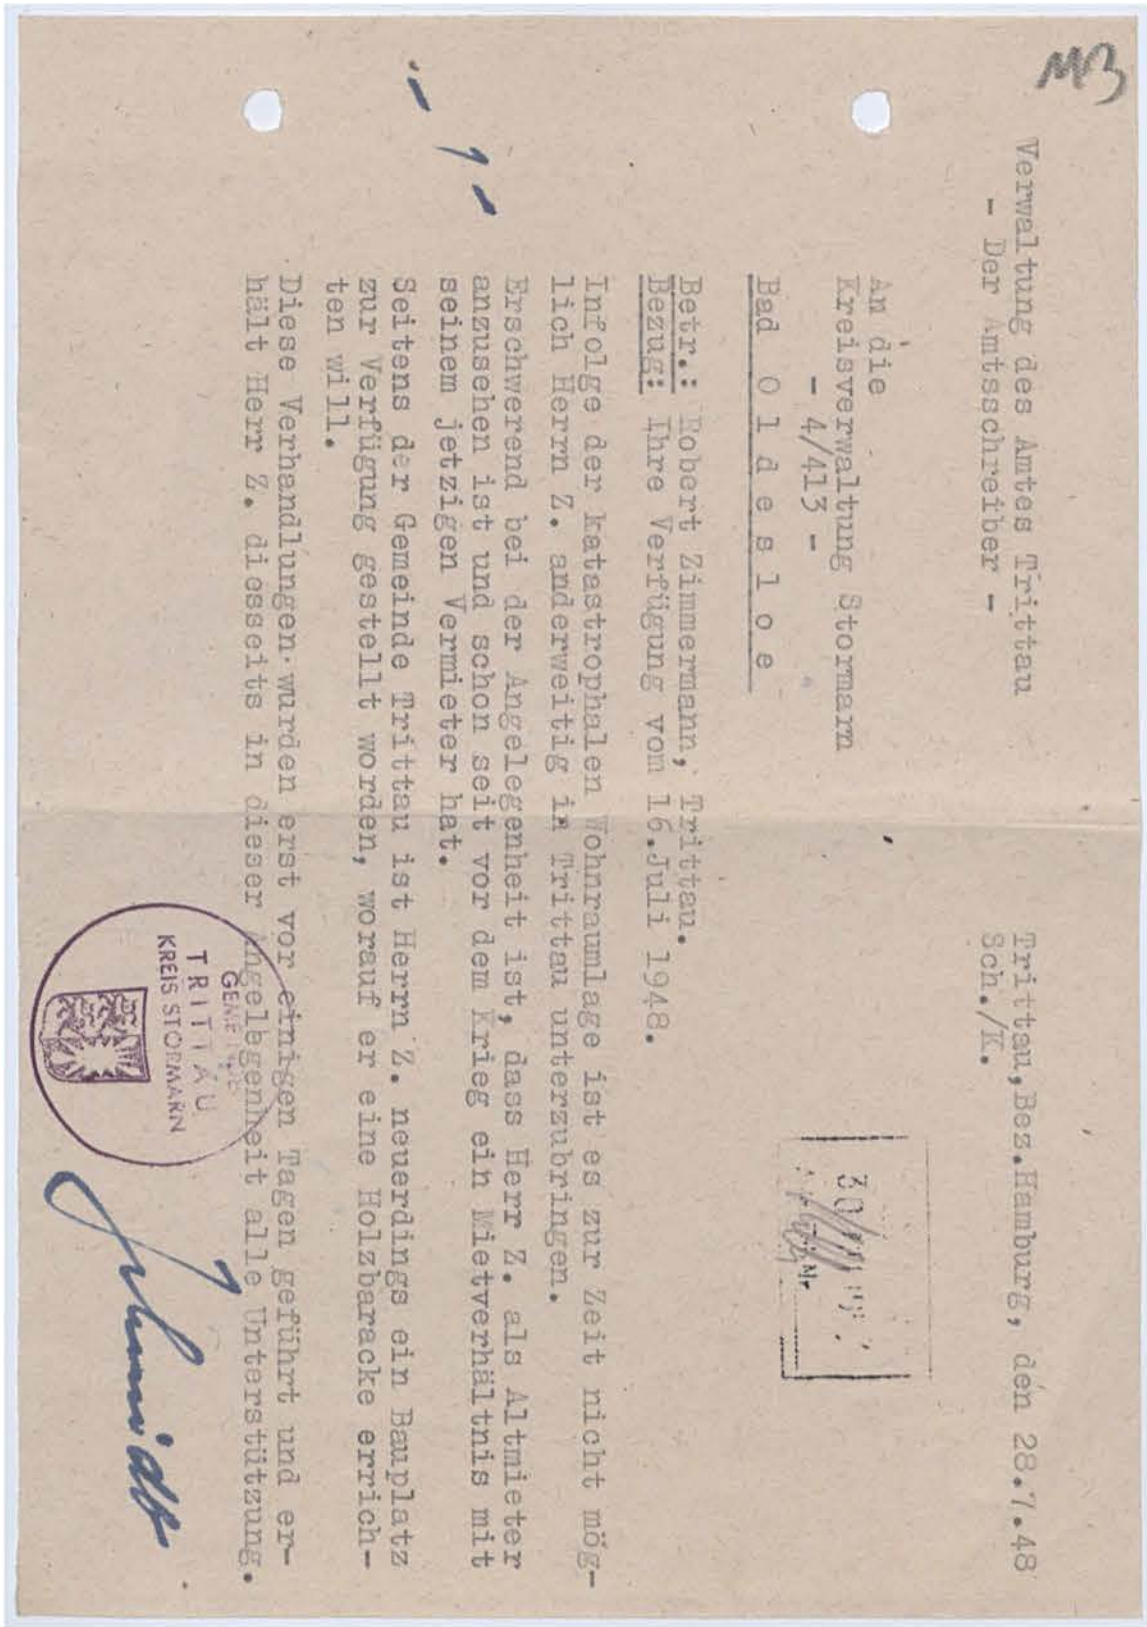 113
Verwaltung des Amtes Trittau
- Der Amtsschreiber -
Trittau,Bez.Hamburg, den 28.7.48
Sch./K.
An die
Kreisverwaltung Stormarn
- 4/413 -
Bad Oldesloe
Betr.: Robert Zimmermann, Trittau.
Bezug: Ihre Verfügung vom 16.Juli 1948.
Infolge der katastrophalen Wohnraumlage ist es zur Zeit nicht mög-
lich Herrn Z. anderweitig in Trittau unterzubringen.
Erschwerend bei der Angelegenheit ist, dass Herr Z. als Altmieter
anzusehen ist und schon seit vor dem Krieg ein Mietverhältnis mit
seinem jetzigen Vermieter hat.
Seitens der Gemeinde Trittau ist Herrn Z. neuerdings ein Bauplatz
zur Verfügung gestellt worden, worauf er eine Holzbaracke errich-
ten will.
Diese Verhandlungen wurden erst vor einigen Tagen geführt und er-
hält Herr Z. diesseits in dieser Angelegenheit alle Unterstützung.
GEMEINDE
TRITTAU
KREIS STORMARN
Schmidt